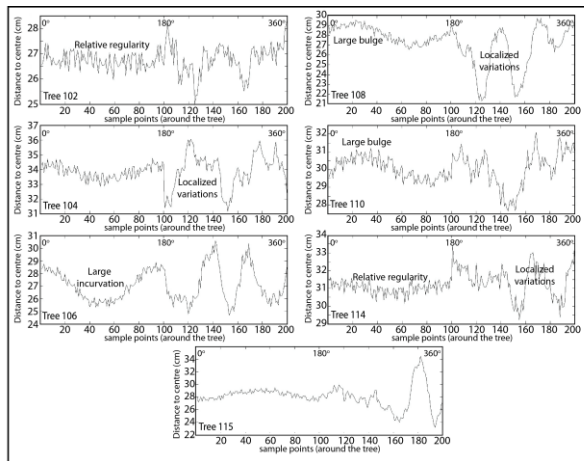 Distance to centre (cm)
28
27
26
25
0°
180°
360°
Relative regularity
Tree 102
0 20 40 60 80 100 120 140 160 180 200
sample points (around the tree)
Distance to centre (cm)
30
29
28
27
26
25
24
23
22
21
0°
180°
360°
Large bulge
Localized
variations
Tree 108
0 20 40 60 80 100 120 140 160 180 200
sample points (around the tree)
Distance to centre (cm)
36
35
34
33
32
31
0°
180°
360°
Localized
variations
Tree 104
0 20 40 60 80 100 120 140 160 180 200
sample points (around the tree)
Distance to centre (cm)
32
31
30
28
0°
180°
360°
Large bulge
Tree 110
0 20 40 60 80 100 120 140 160 180 200
sample points (around the tree)
Distance to centre (cm)
30
29
28
27
26
25
24
0°
180°
360°
Large
incurvation
Tree 106
0 20 40 60 80 100 120 140 160 180 200
sample points (around the tree)
Distance to centre (cm)
33
32
31
30
29
0°
180°
360°
Relative regularity
Localized
variations
Tree 114
0 20 40 60 80 100 120 140 160 180 200
sample points (around the tree)
Distance to centre (cm)
36
34
32
30
28
26
24
22
0°
180°
360°
Tree 115
0 20 40 60 80 100 120 140 160 180 200
sample points (around the tree)